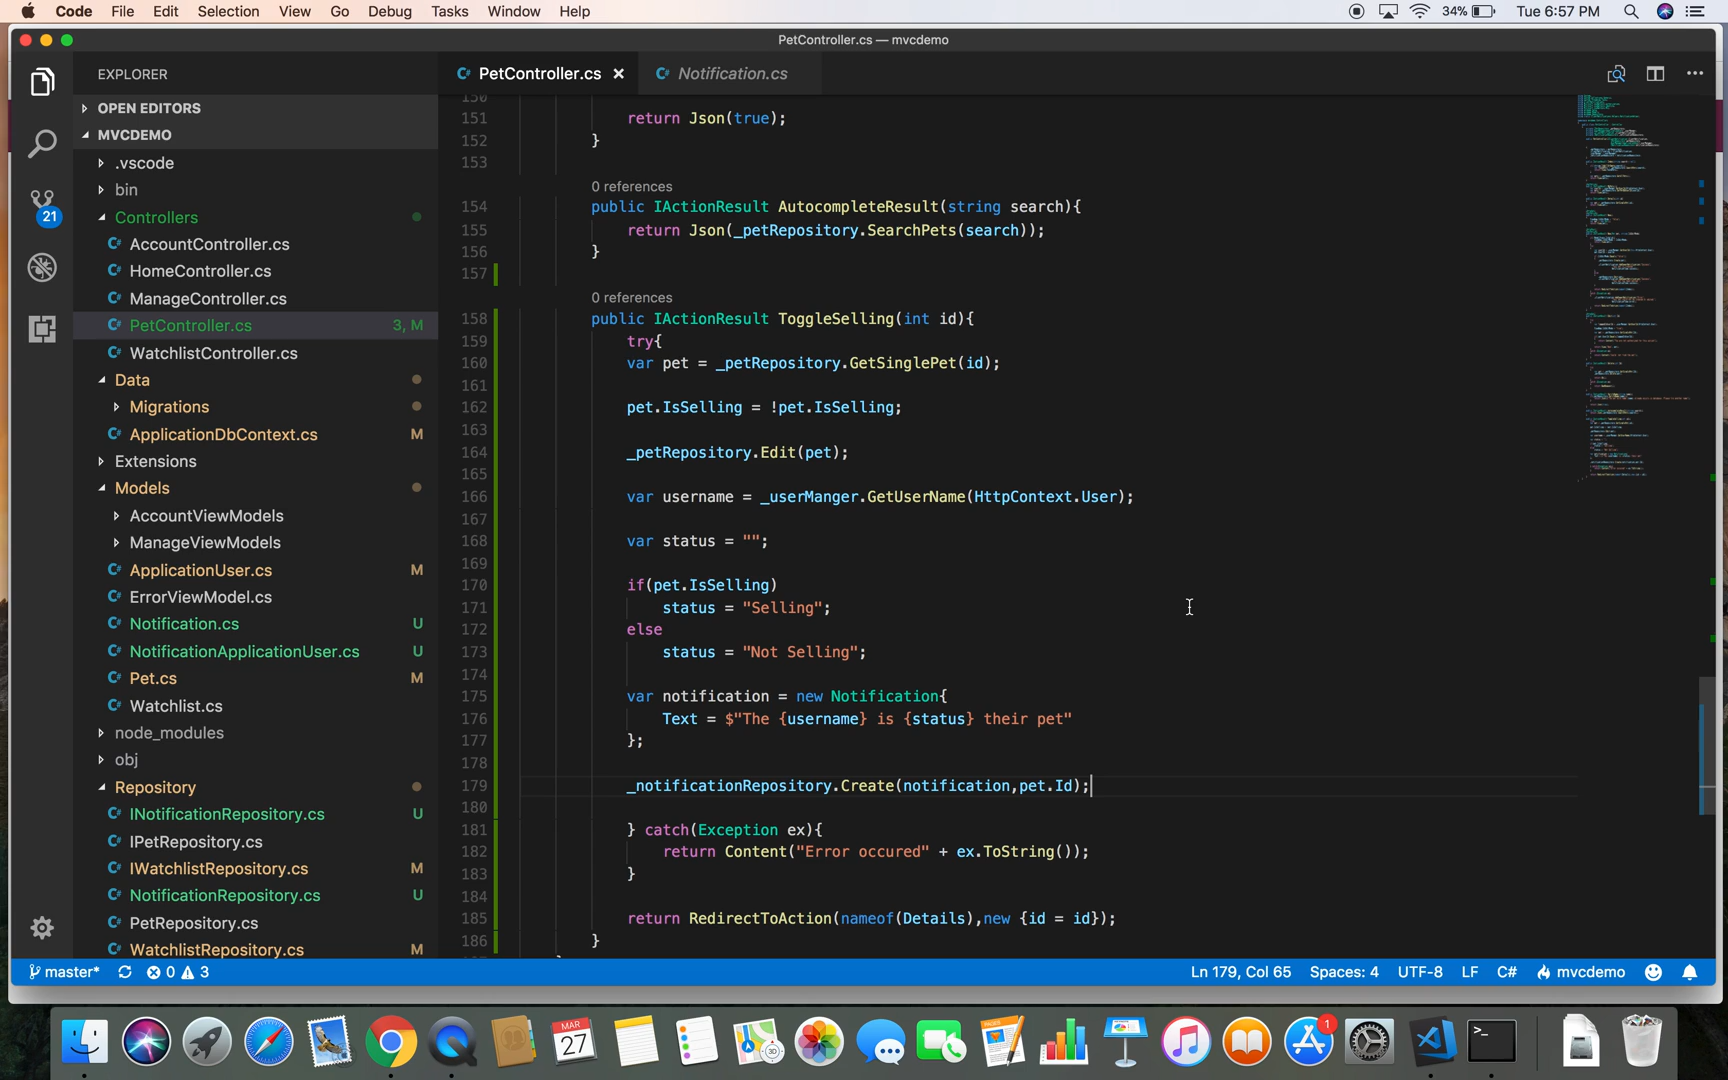 Code File Edit Selection View Go Debug Tasks Window Help 34% Tue 6:57 PM
PetController.cs — mvcdemo
EXPLORER
PetController.cs
Notification.cs
OPEN EDITORS
MVCDEMO
.vscode
bin
Controllers
AccountController.cs
HomeController.cs
ManageController.cs
PetController.cs 3, M
WatchlistController.cs
Data
Migrations
ApplicationDbContext.cs M
Extensions
Models
AccountViewModels
ManageViewModels
ApplicationUser.cs M
ErrorViewModel.cs
Notification.cs U
NotificationApplicationUser.cs U
Pet.cs M
Watchlist.cs
node_modules
obj
Repository
INotificationRepository.cs U
IPetRepository.cs
IWatchlistRepository.cs M
NotificationRepository.cs U
PetRepository.cs
WatchlistRepository.cs M
21
150
151 return Json(true);
152 }
153
0 references
154 public IActionResult AutocompleteResult(string search){
155 return Json(_petRepository.SearchPets(search));
156 }
157
0 references
158 public IActionResult ToggleSelling(int id){
159 try{
160 var pet = _petRepository.GetSinglePet(id);
161
162 pet.IsSelling = !pet.IsSelling;
163
164 _petRepository.Edit(pet);
165
166 var username = _userManger.GetUserName(HttpContext.User);
167
168 var status = "";
169
170 if(pet.IsSelling)
171 status = "Selling";
172 else
173 status = "Not Selling";
174
175 var notification = new Notification{
176 Text = $"The {username} is {status} their pet"
177 };
178
179 _notificationRepository.Create(notification,pet.Id);
180
181 } catch(Exception ex){
182 return Content("Error occured" + ex.ToString());
183 }
184
185 return RedirectToAction(nameof(Details),new {id = id});
186 }
master* 0 3 Ln 179, Col 65 Spaces: 4 UTF-8 LF C# mvcdemo
MAR
27
1